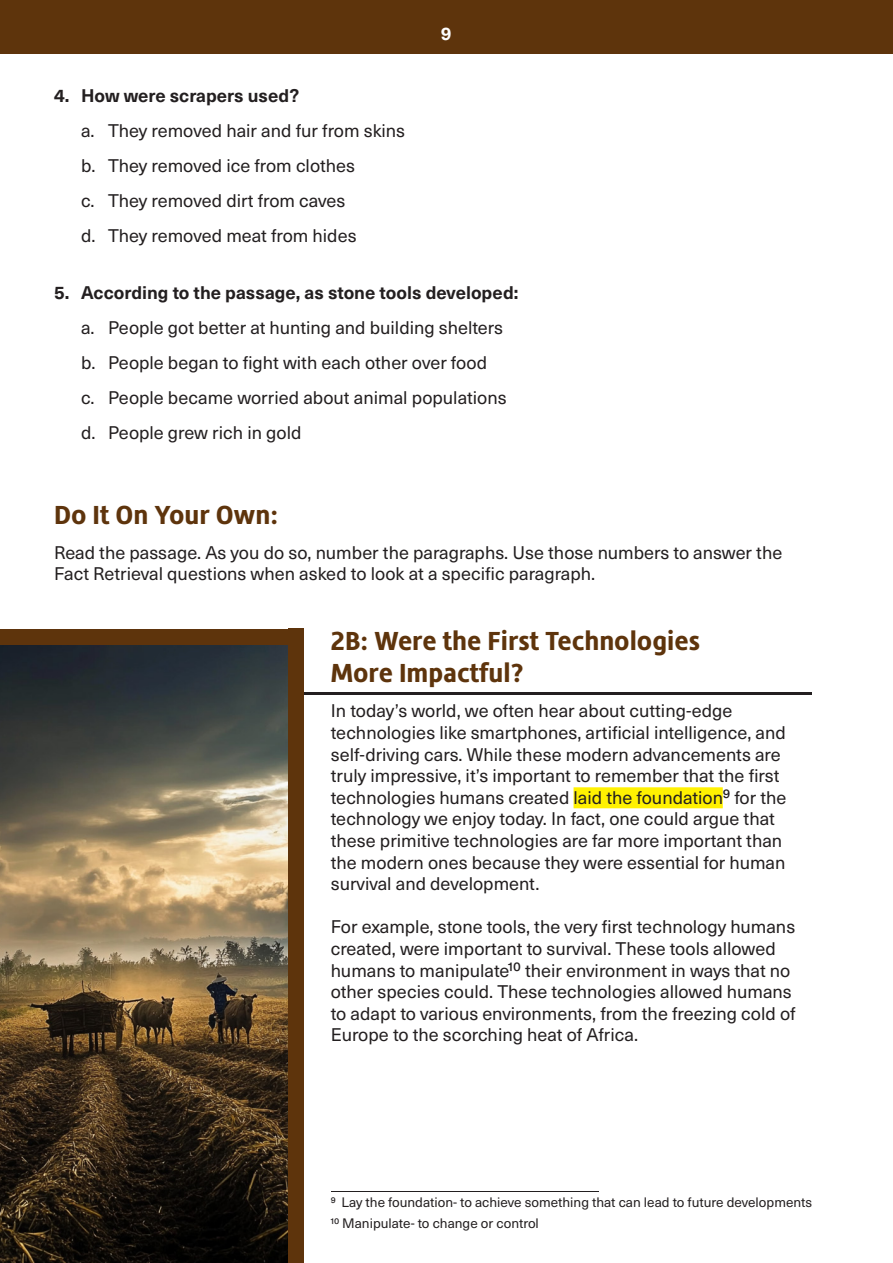 9
4. How were scrapers used?
a. They removed hair and fur from skins
b. They removed ice from clothes
c. They removed dirt from caves
d. They removed meat from hides
5. According to the passage, as stone tools developed:
a. People got better at hunting and building shelters
b. People began to fight with each other over food
c. People became worried about animal populations
d. People grew rich in gold
Do It On Your Own:
Read the passage. As you do so, number the paragraphs. Use those numbers to answer the
Fact Retrieval questions when asked to look at a specific paragraph.
2B: Were the First Technologies
More Impactful?
In today’s world, we often hear about cutting-edge
technologies like smartphones, artificial intelligence, and
self-driving cars. While these modern advancements are
truly impressive, it’s important to remember that the first
technologies humans created laid the foundation⁹ for the
technology we enjoy today. In fact, one could argue that
these primitive technologies are far more important than
the modern ones because they were essential for human
survival and development.
For example, stone tools, the very first technology humans
created, were important to survival. These tools allowed
humans to manipulate¹⁰ their environment in ways that no
other species could. These technologies allowed humans
to adapt to various environments, from the freezing cold of
Europe to the scorching heat of Africa.
⁹ Lay the foundation- to achieve something that can lead to future developments
¹⁰ Manipulate- to change or control